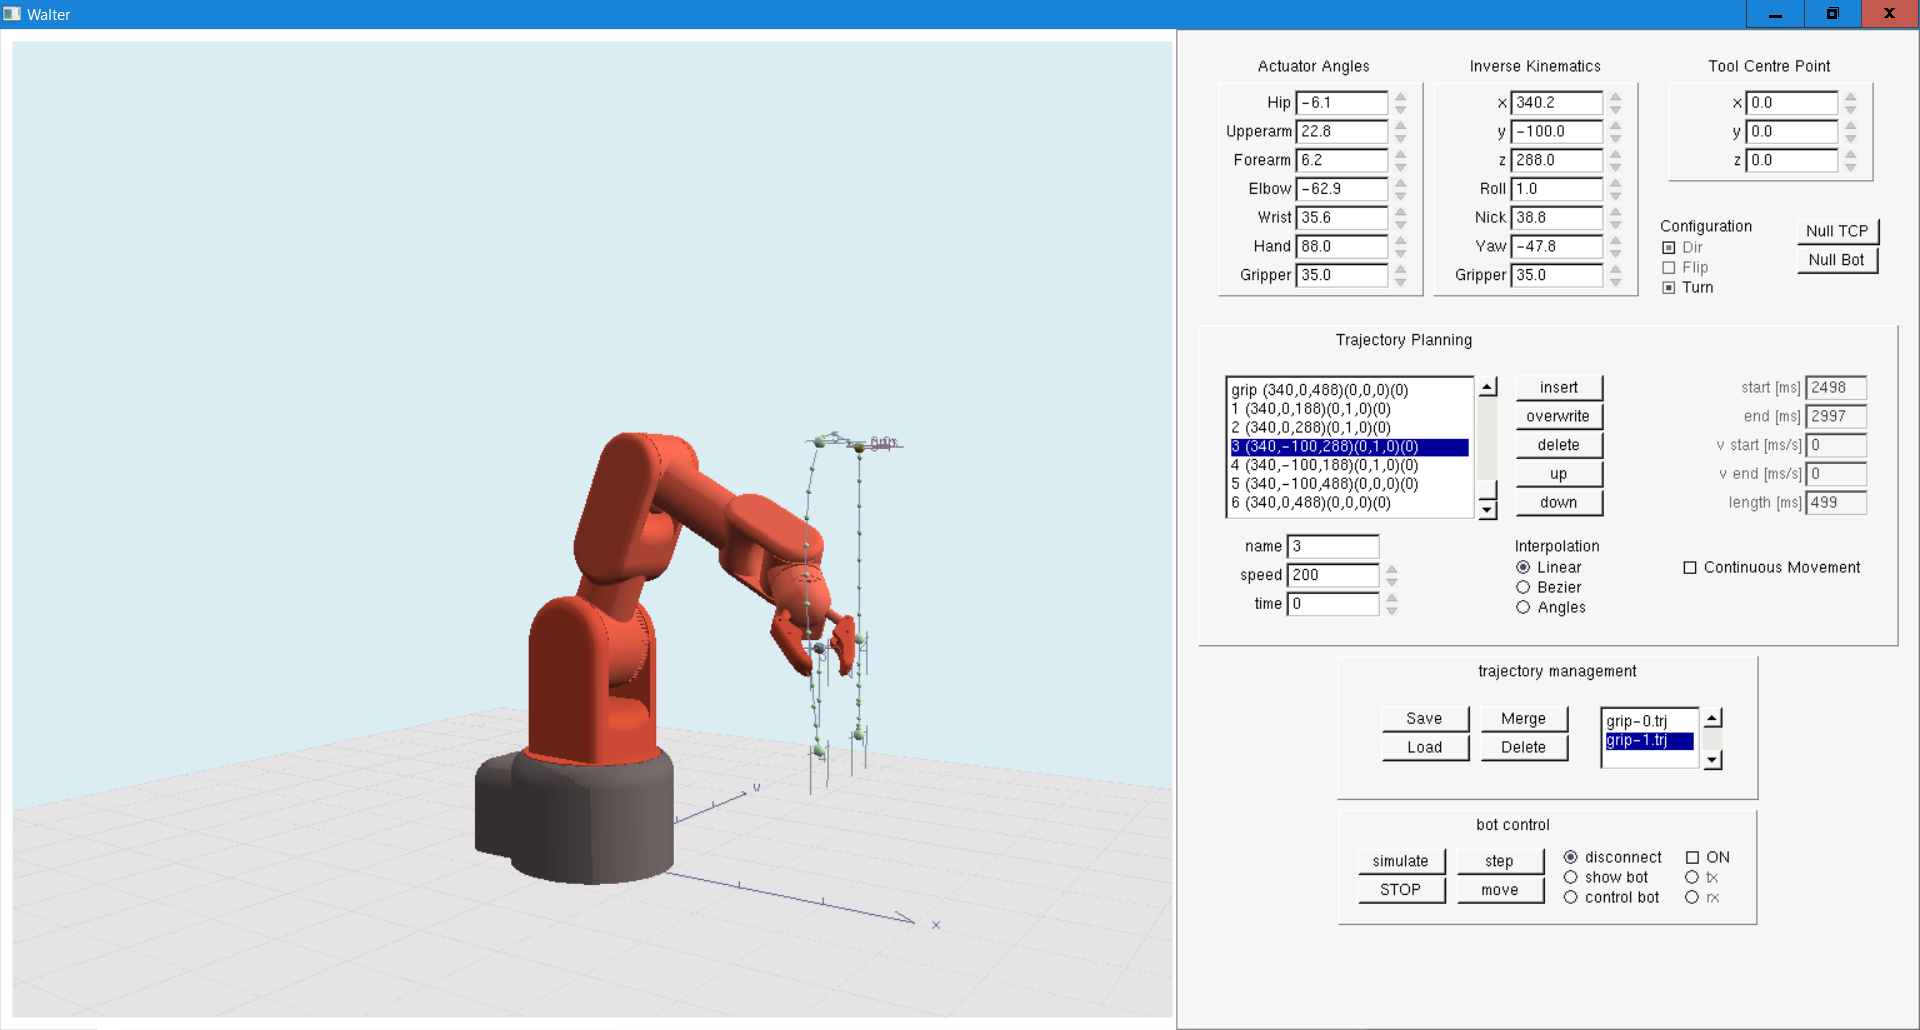 Walter
Actuator Angles
Hip -6.1
Upperarm 22.8
Forearm 6.2
Elbow -62.9
Wrist 35.6
Hand 88.0
Gripper 35.0
Inverse Kinematics
x 340.2
y -100.0
z 288.0
Roll 1.0
Nick 38.8
Yaw -47.8
Gripper 35.0
Tool Centre Point
x 0.0
y 0.0
z 0.0
Configuration
Dir
Flip
Turn
Null TCP
Null Bot
Trajectory Planning
grip (340,0,488)(0,0,0)(0)
1 (340,0,188)(0,1,0)(0)
2 (340,0,288)(0,1,0)(0)
3 (340,-100,288)(0,1,0)(0)
4 (340,-100,188)(0,1,0)(0)
5 (340,-100,488)(0,0,0)(0)
6 (340,0,488)(0,0,0)(0)
insert
overwrite
delete
up
down
start [ms] 2498
end [ms] 2997
v start [ms/s] 0
v end [ms/s] 0
length [ms] 499
name 3
speed 200
time 0
Interpolation
Linear
Bezier
Angles
Continuous Movement
trajectory management
Save
Merge
Load
Delete
grip-0.trj
grip-1.trj
bot control
simulate
step
STOP
move
disconnect
show bot
control bot
ON
tx
rx
y
x